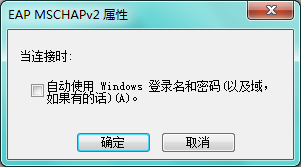 EAP MSCHAPv2 属性
当连接时:
自动使用 Windows 登录名和密码(以及域,
如果有的话)(A)。
确定
取消